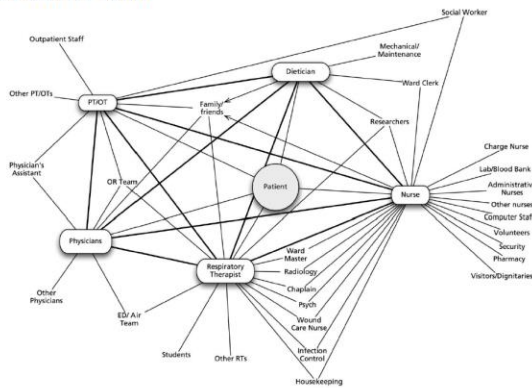 Social Worker
Outpatient Staff
Mechanical/
Maintenance
Dietician
Ward Clerk
Other PT/OTs
PT/OT
Family/
friends
Researchers
Charge Nurse
Physician's
Assistant
Lab/Blood Bank
OR Team
Patient
Administrative
Nurses
Nurse
Other nurses
Computer Staff
Volunteers
Physicians
Security
Ward
Master
Pharmacy
Respiratory
Therapist
Radiology
Visitors/Dignitaries
Chaplain
Psych
Other
Physicians
Wound
Care Nurse
ED/ Air
Team
Students
Other RTs
Infection
Control
Housekeeping